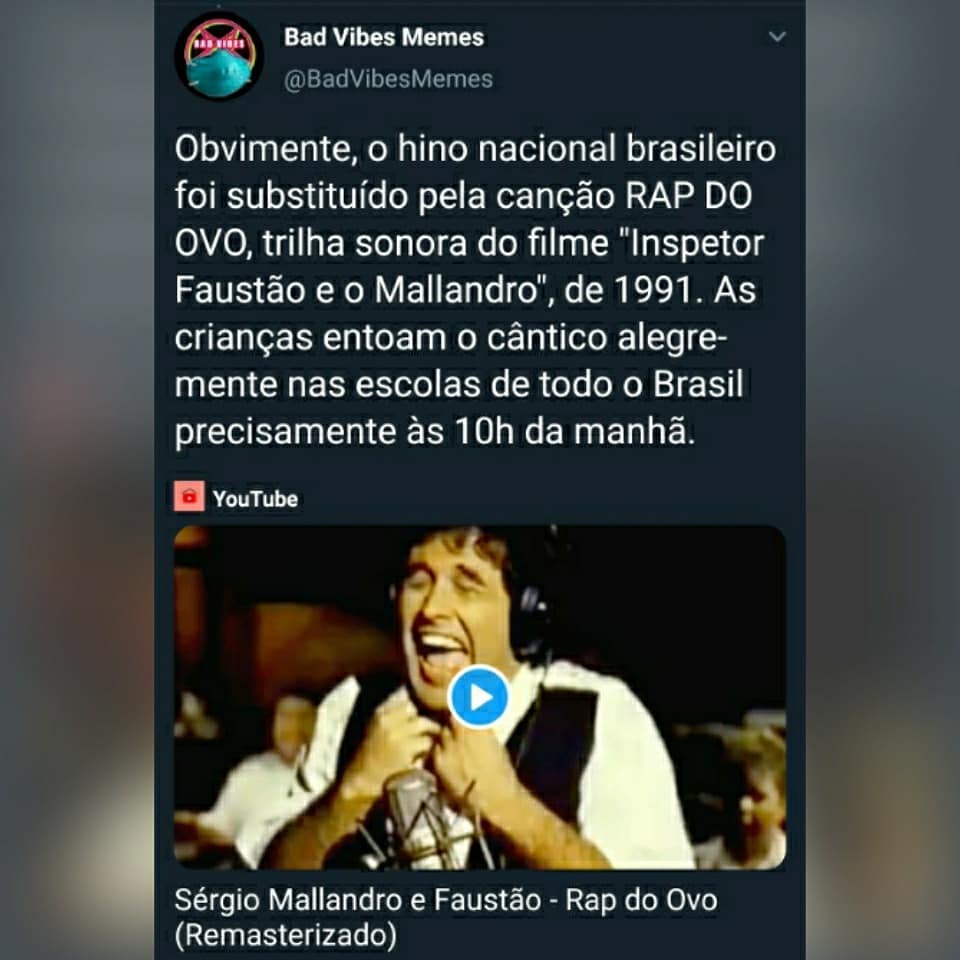 BAD VIBES
Bad Vibes Memes
@BadVibesMemes
Obvimente, o hino nacional brasileiro
foi substituído pela canção RAP DO
OVO, trilha sonora do filme "Inspetor
Faustão e o Mallandro", de 1991. As
crianças entoam o cântico alegre-
mente nas escolas de todo o Brasil
precisamente às 10h da manhã.
YouTube
Sérgio Mallandro e Faustão - Rap do Ovo
(Remasterizado)